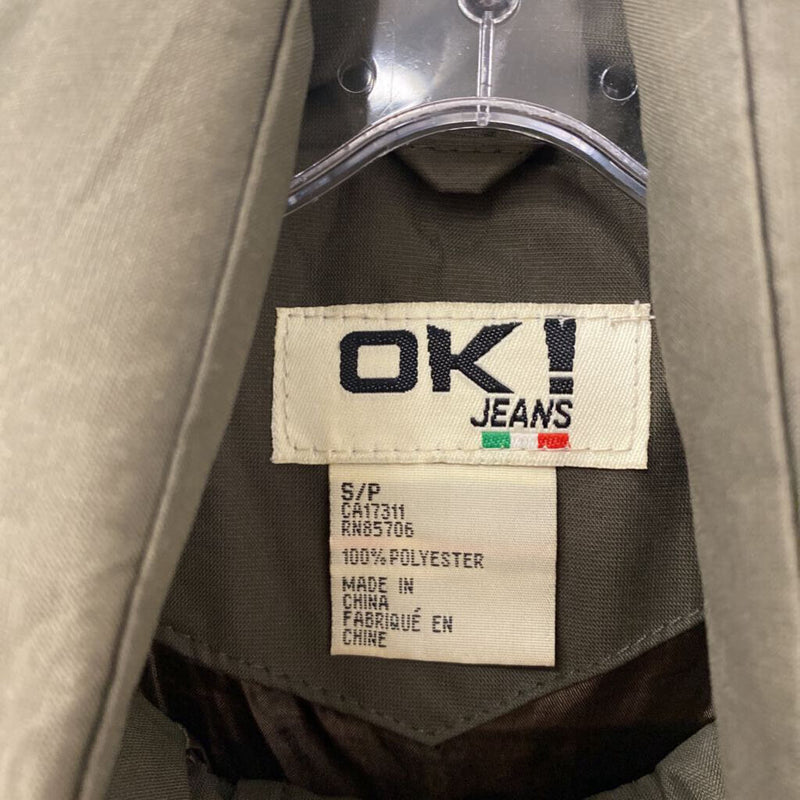 OK!
JEANS
S/P
CA17311
RN85706
100% POLYESTER
MADE IN
CHINA
FABRIQUÉ EN
CHINE